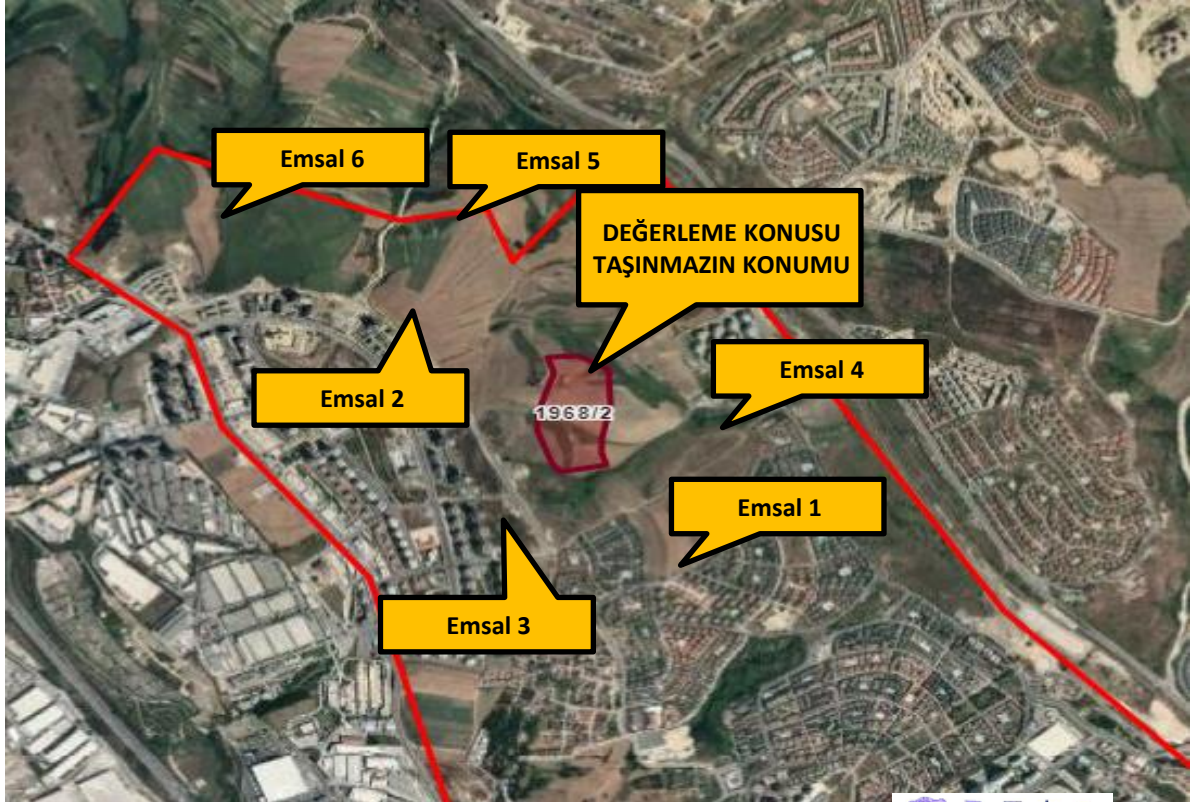 Emsal 6
Emsal 5
DEĞERLEME KONUSU
TAŞINMAZIN KONUMU
Emsal 4
Emsal 2
1968/2
Emsal 1
Emsal 3